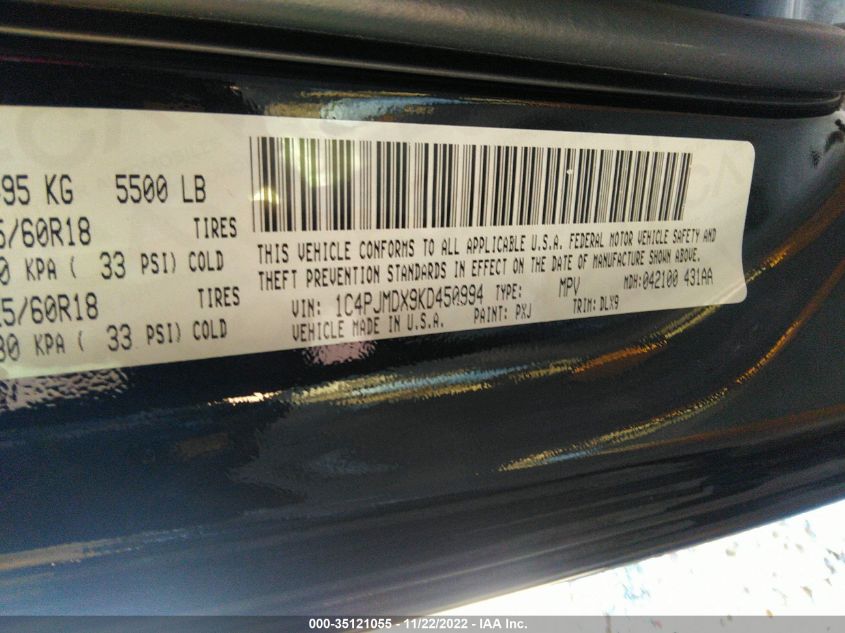 95 KG 5500 LB
5/60R18 TIRES
0 KPA ( 33 PSI) COLD
5/60R18 TIRES
30 KPA ( 33 PSI) COLD
THIS VEHICLE CONFORMS TO ALL APPLICABLE U.S.A. FEDERAL MOTOR VEHICLE SAFETY AND
THEFT PREVENTION STANDARDS IN EFFECT ON THE DATE OF MANUFACTURE SHOWN ABOVE.
VIN: 1C4PJMDX9KD450994 TYPE: MPV MDH:042100 431AA
VEHICLE MADE IN U.S.A. PAINT: PXJ TRIM: DLX9
000-35121055 - 11/22/2022 - IAA Inc.